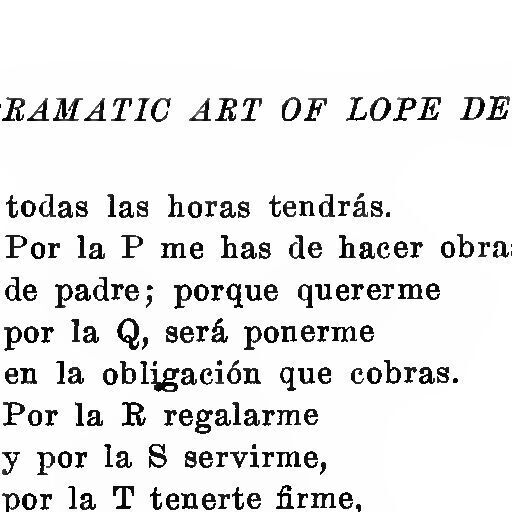 RAMATIC ART OF LOPE DE
todas las horas tendrás.
Por la P me has de hacer obras
de padre; porque quererme
por la Q, será ponerme
en la obligación que cobras.
Por la R regalarme
y por la S servirme,
por la T tenerte firme,